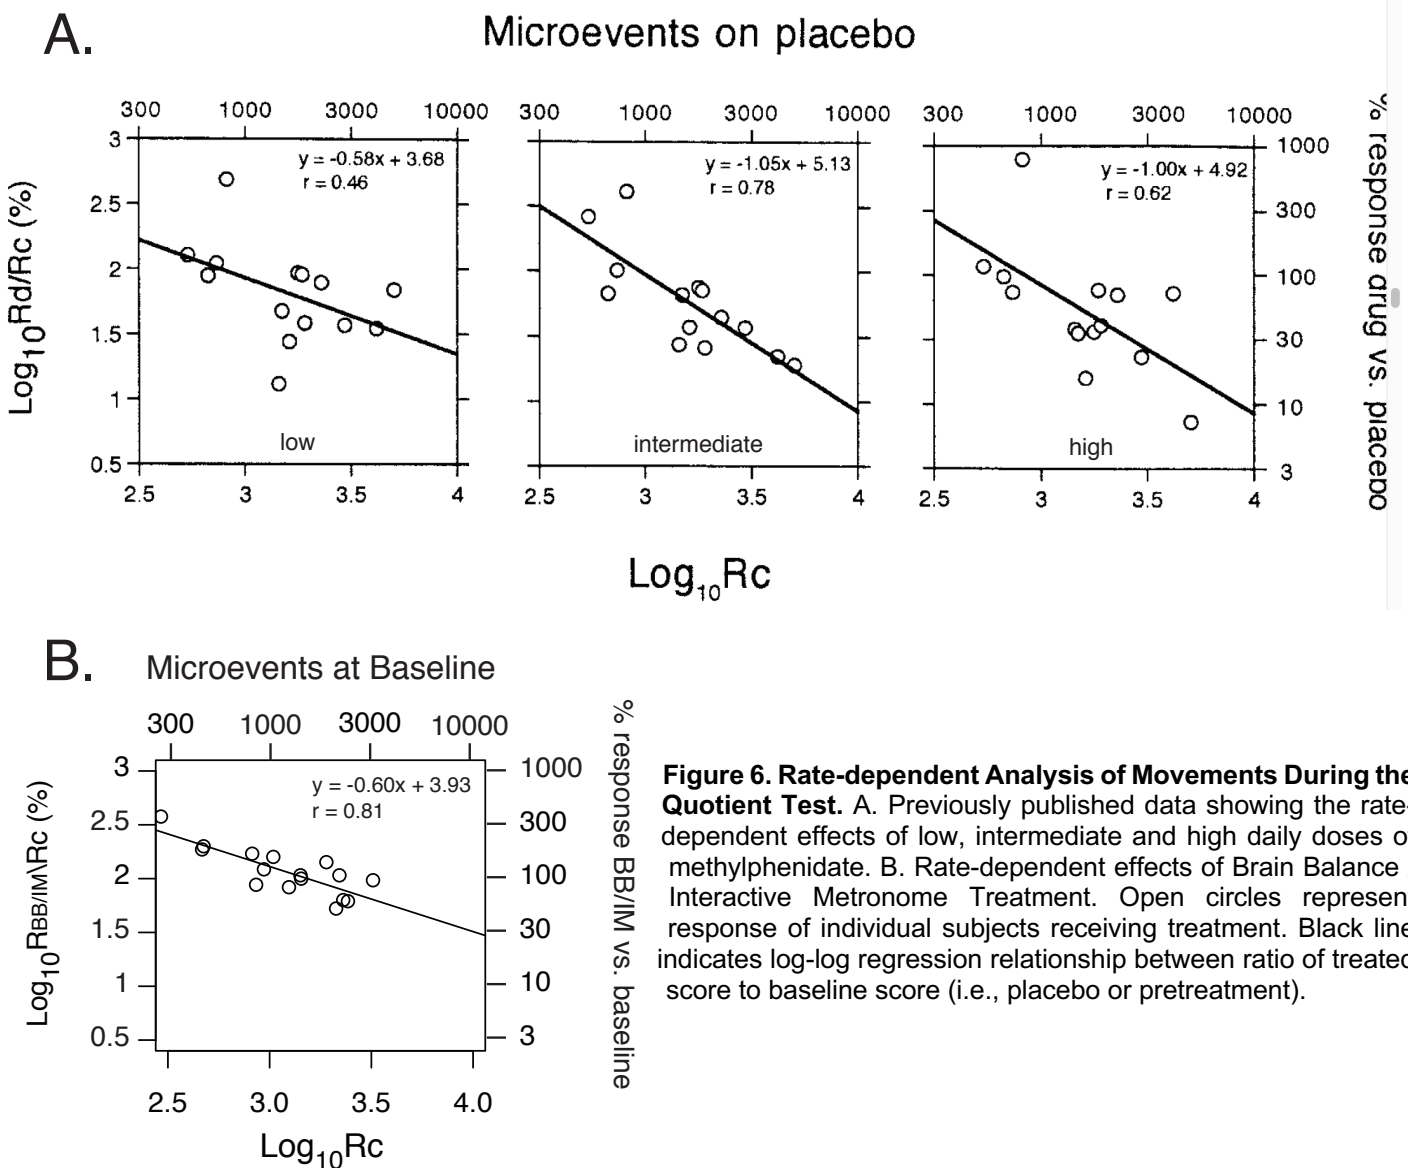 A.
Microevents on placebo
300 1000 3000 10000
300 1000 3000 10000
300 1000 3000 10000
Log10Rd/Rc (%)
3
2.5
2
1.5
1
0.5
y = -0.58x + 3.68
r = 0.46
low
2.5 3 3.5 4
y = -1.05x + 5.13
r = 0.78
intermediate
2.5 3 3.5 4
y = -1.00x + 4.92
r = 0.62
high
2.5 3 3.5 4
1000
300
100
30
10
3
% response drug vs. placebo
Log10Rc
B.
Microevents at Baseline
300 1000 3000 10000
Log10RBB/IM\Rc (%)
3
2.5
2
1.5
1
0.5
y = -0.60x + 3.93
r = 0.81
1000
300
100
30
10
3
% response BB/IM vs. baseline
2.5 3.0 3.5 4.0
Log10Rc
Figure 6. Rate-dependent Analysis of Movements During the
Quotient Test. A. Previously published data showing the rate-
dependent effects of low, intermediate and high daily doses
methylphenidate. B. Rate-dependent effects of Brain Balance
Interactive Metronome Treatment. Open circles represent
response of individual subjects receiving treatment. Black line
indicates log-log regression relationship between ratio of treated
score to baseline score (i.e., placebo or pretreatment).